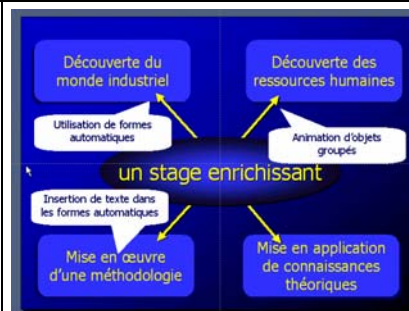 Découverte du
monde industriel
Découverte des
ressources humaines
Utilisation de formes
automatiques
Animation d'objets
groupés
un stage enrichissant
Insertion de texte dans
les formes automatiques
Mise en œuvre
d'une méthodologie
Mise en application
de connaissances
théoriques